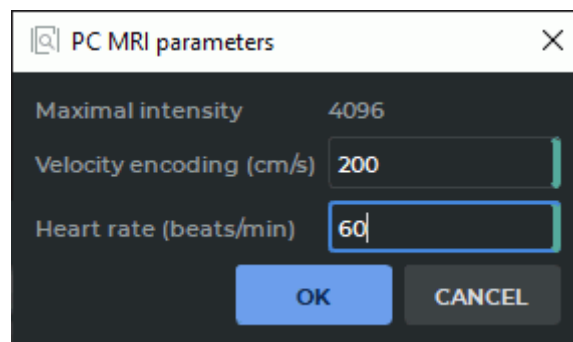 PC MRI parameters
Maximal intensity 4096
Velocity encoding (cm/s) 200
Heart rate (beats/min) 60
OK CANCEL